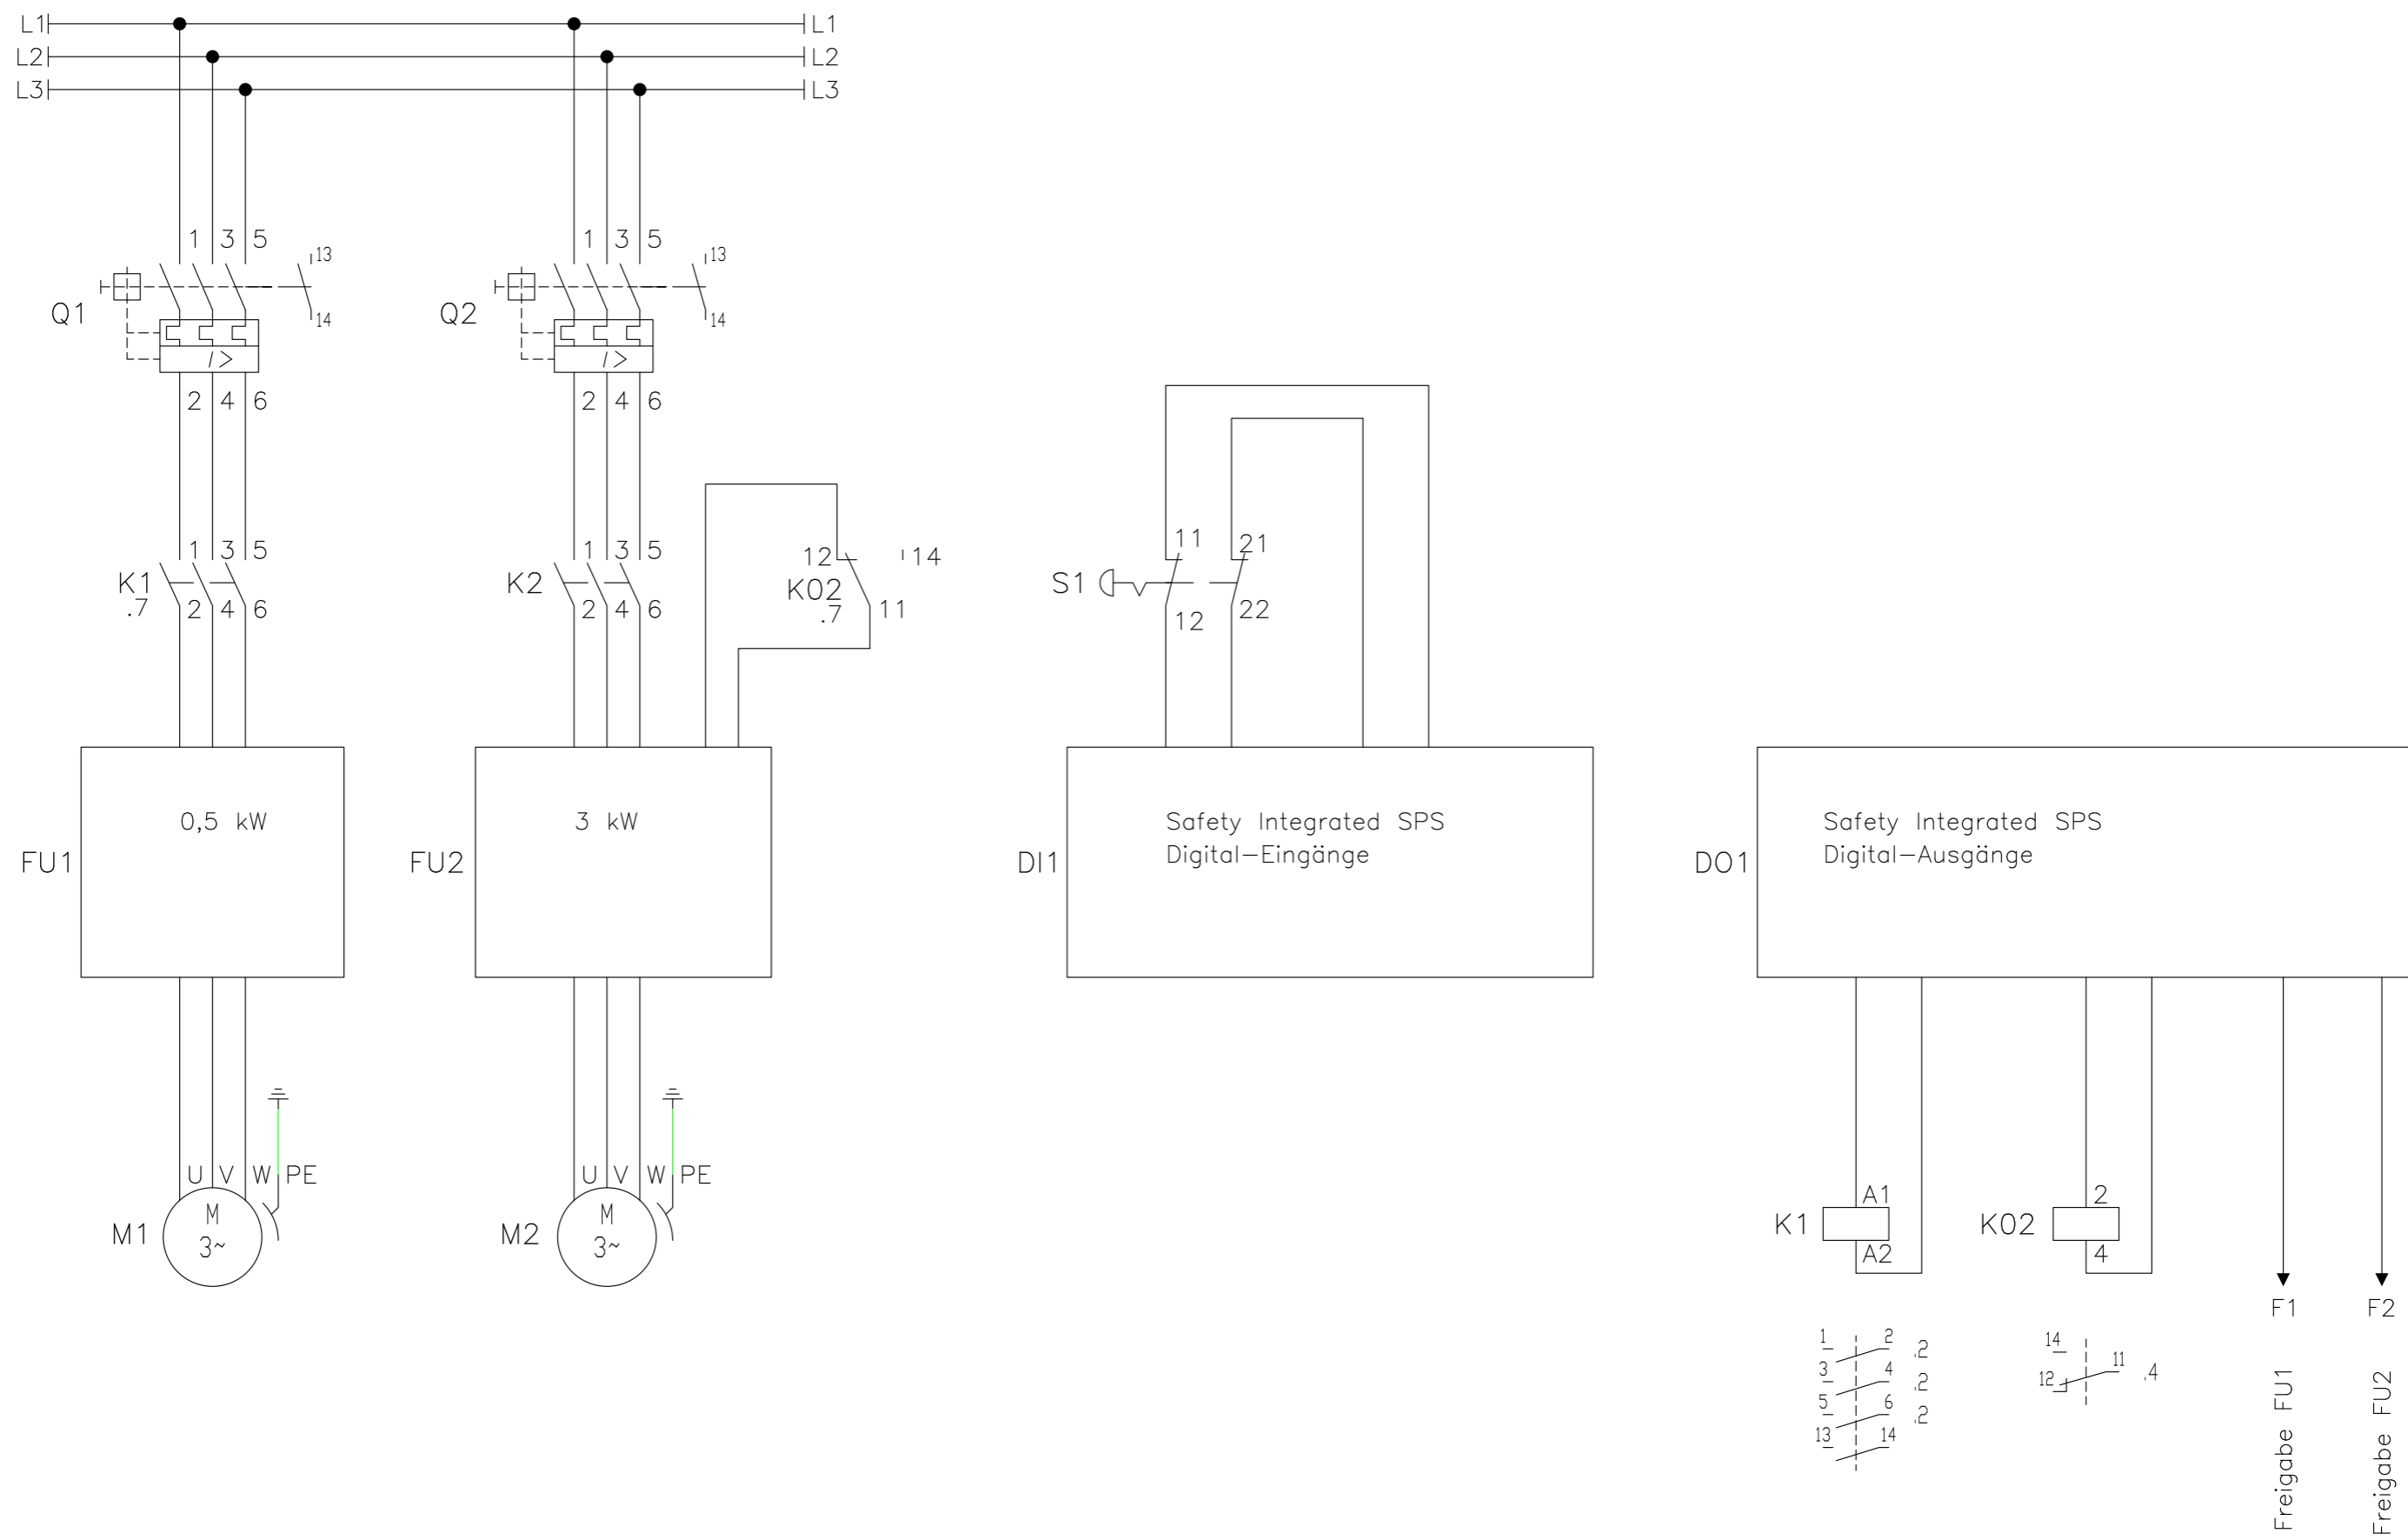 L1 L1
L2 L2
L3 L3
1 3 5 13
Q1
14
I>
2 4 6
1 3 5 13
Q2
14
I>
2 4 6
1 3 5
K1
.7
2 4 6
1 3 5
K2
2 4 6
12 14
K02
.7
11
11 21
S1
12 22
FU1
0,5 kW
FU2
3 kW
DI1
Safety Integrated SPS
Digital-Eingänge
DO1
Safety Integrated SPS
Digital-Ausgänge
U V W PE
M1
M
3~
U V W PE
M2
M
3~
K1
A1
A2
K02
2
4
F1
F2
1 2 .2
3 4 .2
5 6 .2
13 14
14
12 11 .4
Freigabe FU1
Freigabe FU2